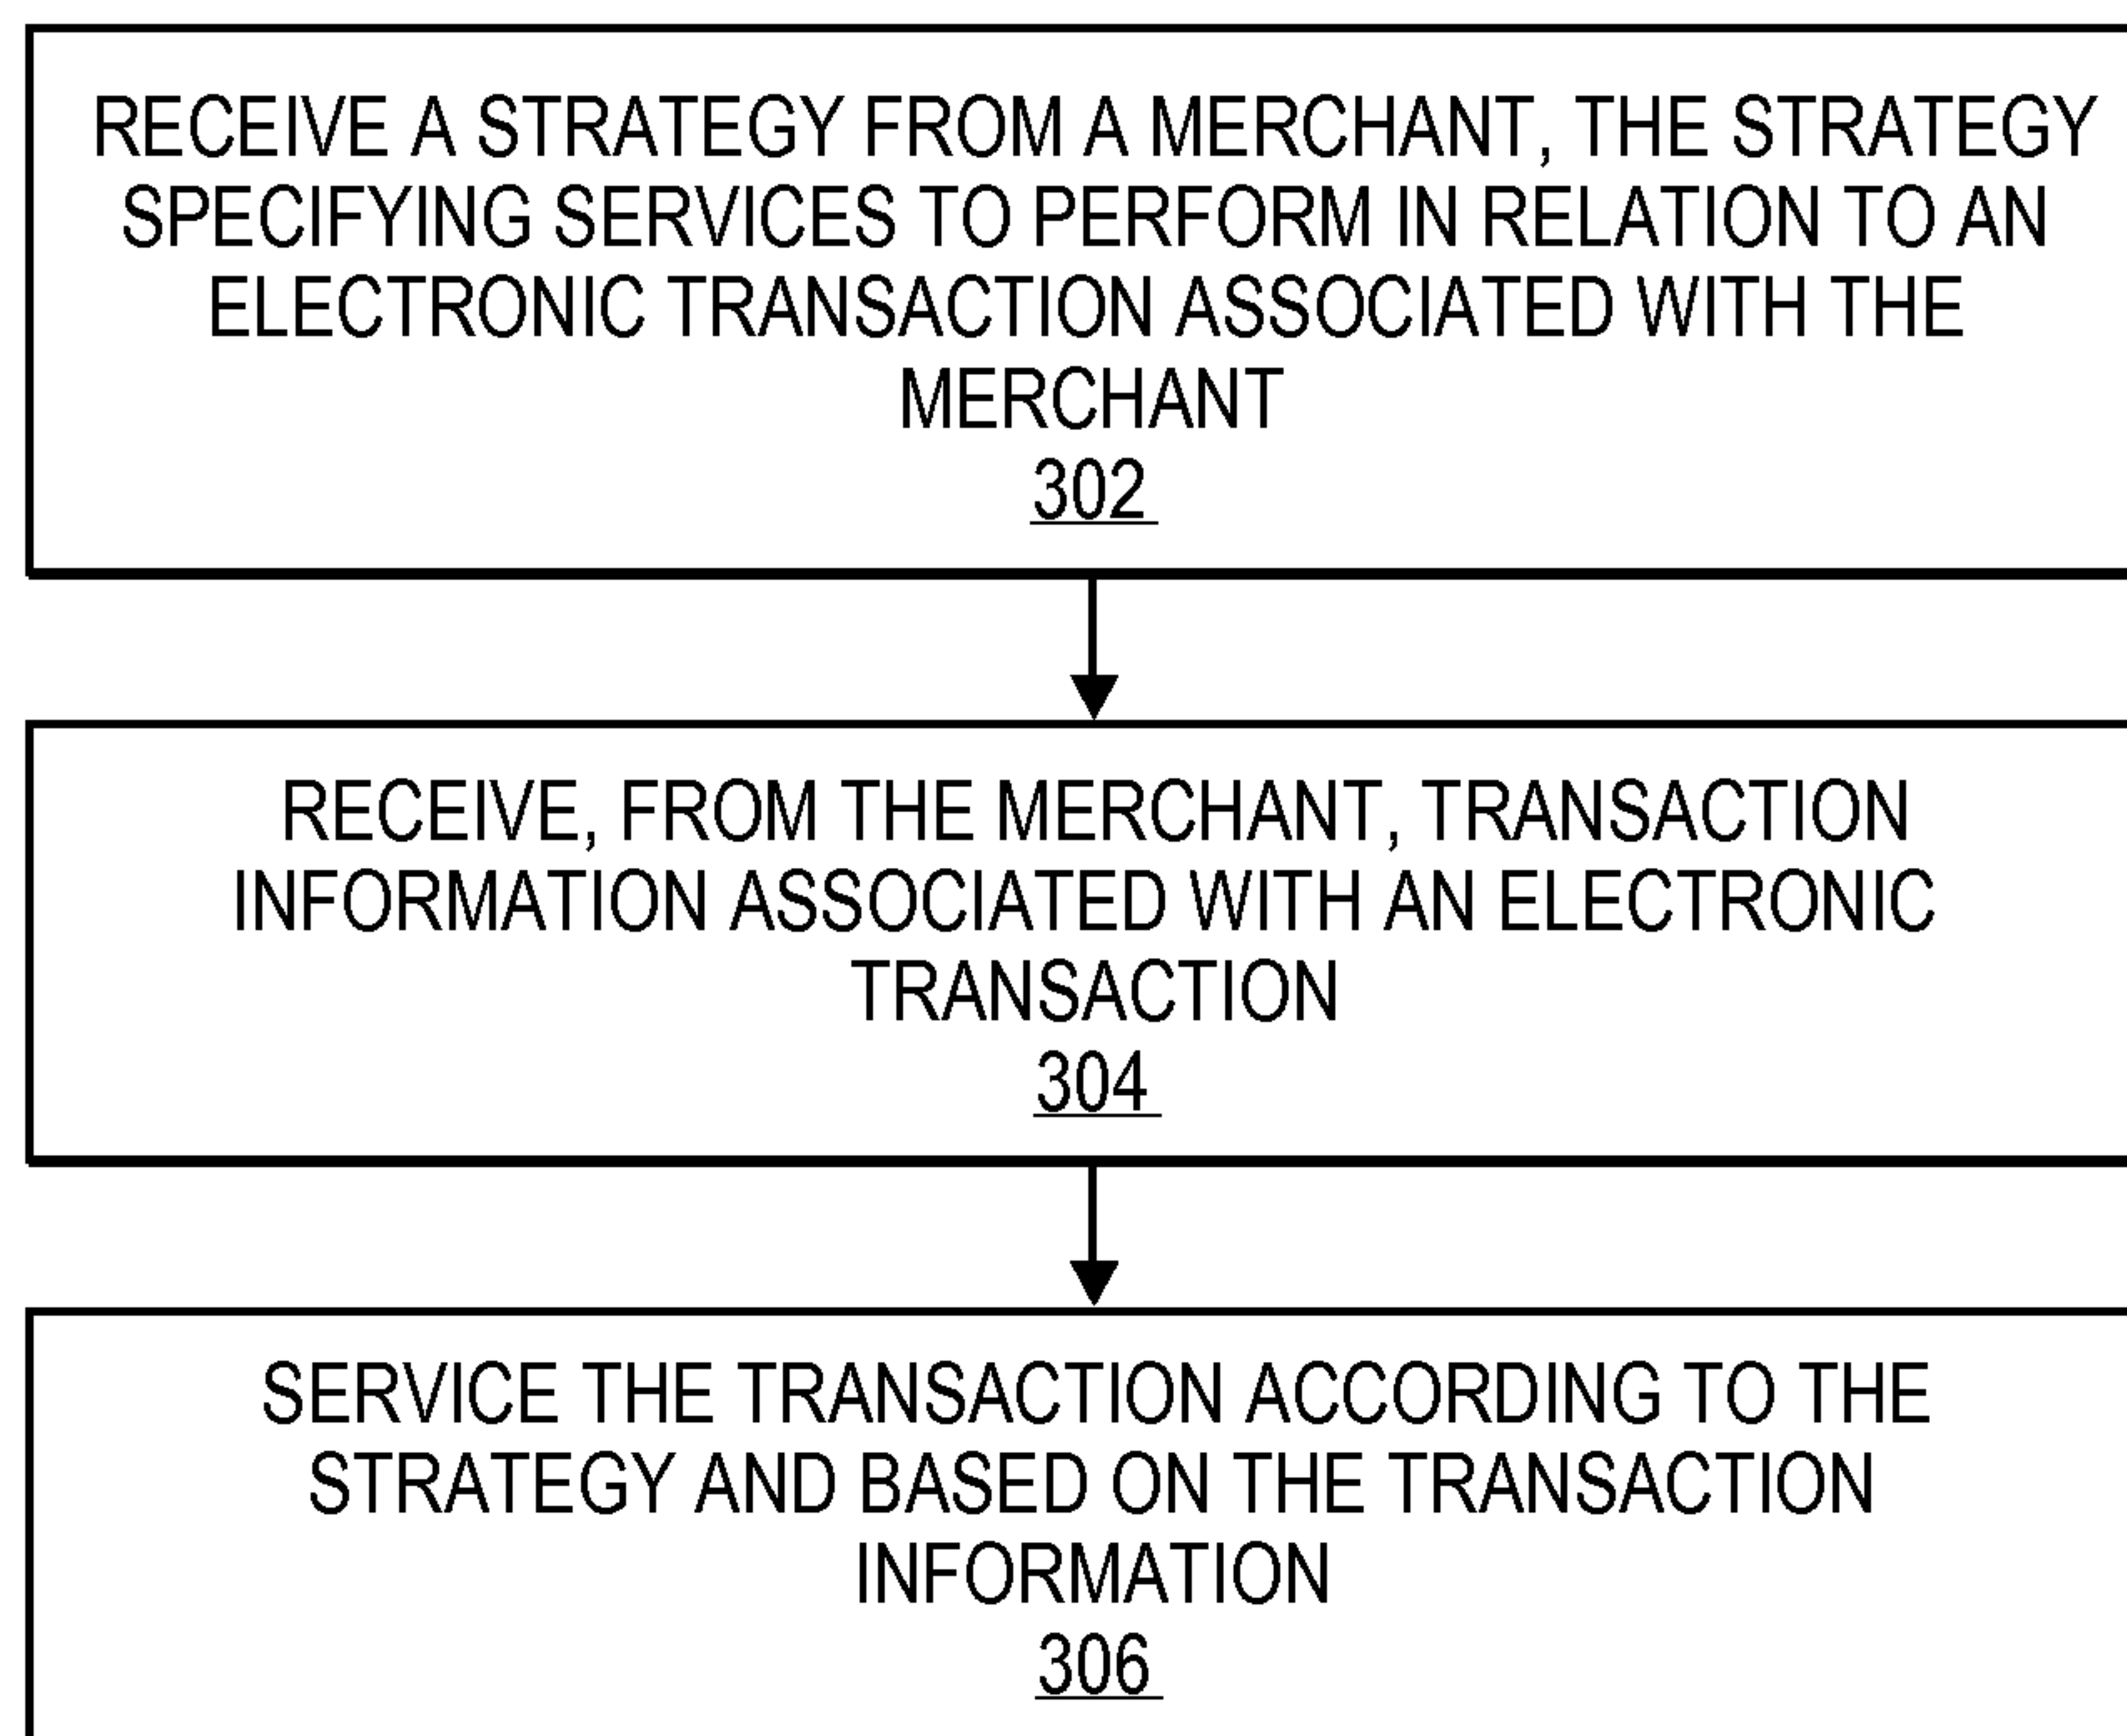 RECEIVE A STRATEGY FROM A MERCHANT, THE STRATEGY
SPECIFYING SERVICES TO PERFORM IN RELATION TO AN
ELECTRONIC TRANSACTION ASSOCIATED WITH THE
MERCHANT
302
RECEIVE, FROM THE MERCHANT, TRANSACTION
INFORMATION ASSOCIATED WITH AN ELECTRONIC
TRANSACTION
304
SERVICE THE TRANSACTION ACCORDING TO THE
STRATEGY AND BASED ON THE TRANSACTION
INFORMATION
306